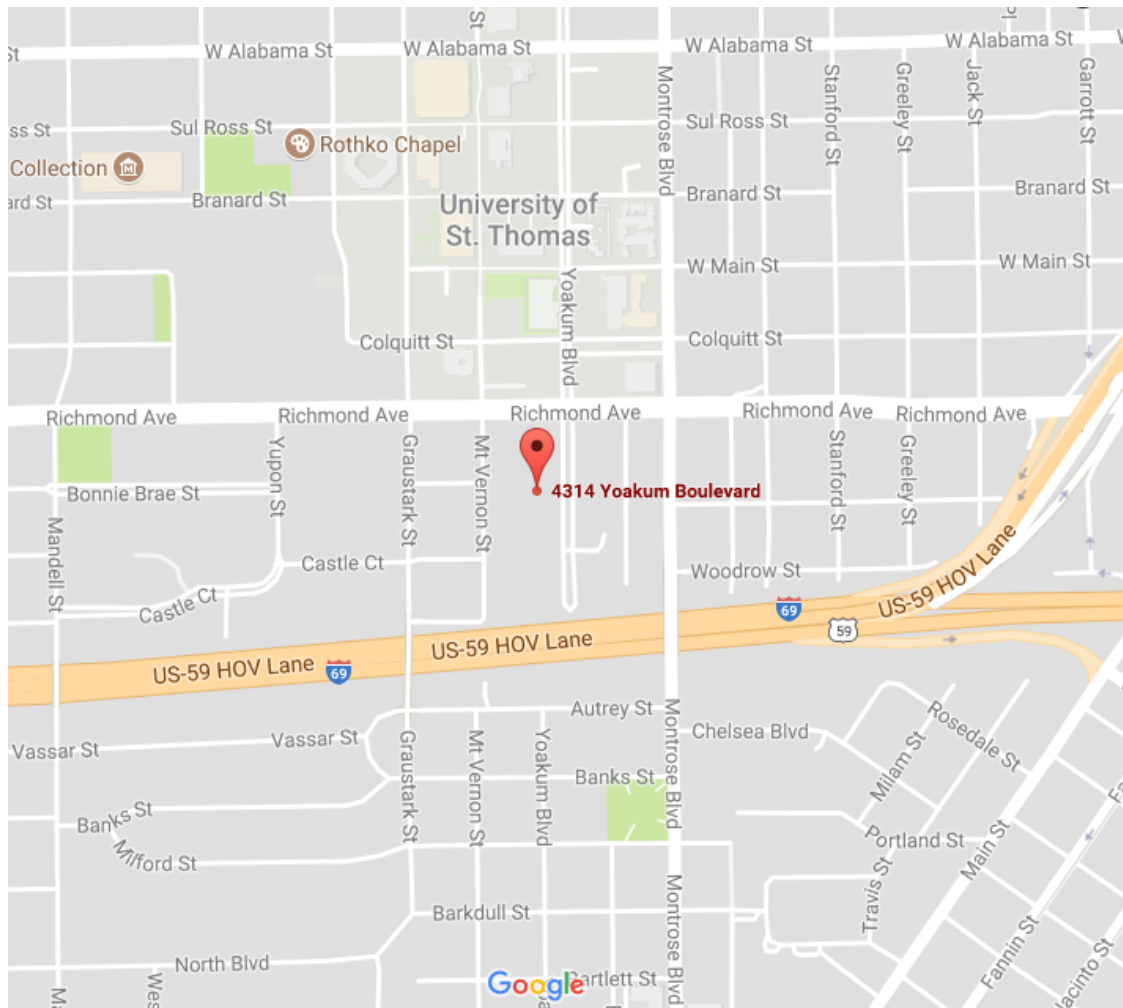 St
W Alabama St
W Alabama St
W Alabama St
W Alabama St
St
Montrose Blvd
Stanford St
Greeley St
Jack St
Garrott St
ss St
Sul Ross St
Rothko Chapel
Sul Ross St
Sul Ross St
Collection
ard St
Branard St
University of
St. Thomas
Branard St
Branard St
Yoakum Blvd
W Main St
W Main St
Colquitt St
Colquitt St
Richmond Ave
Richmond Ave
Richmond Ave
Richmond Ave
Richmond Ave
Yupon St
Graustark St
Mt Vernon St
Stanford St
Greeley St
Bonnie Brae St
4314 Yoakum Boulevard
Mandell St
Castle Ct
Castle Ct
Woodrow St
US-59 HOV Lane
69
59
US-59 HOV Lane
US-59 HOV Lane
69
Autrey St
Vassar St
Vassar St
Graustark St
Mt Vernon St
Yoakum Blvd
Montrose Blvd
Chelsea Blvd
Rosedale St
Milam St
Banks St
Banks St
Milford St
Portland St
Main St
Travis St
Barkdull St
Montrose Blvd
North Blvd
Fannin St
Google
Bartlett St